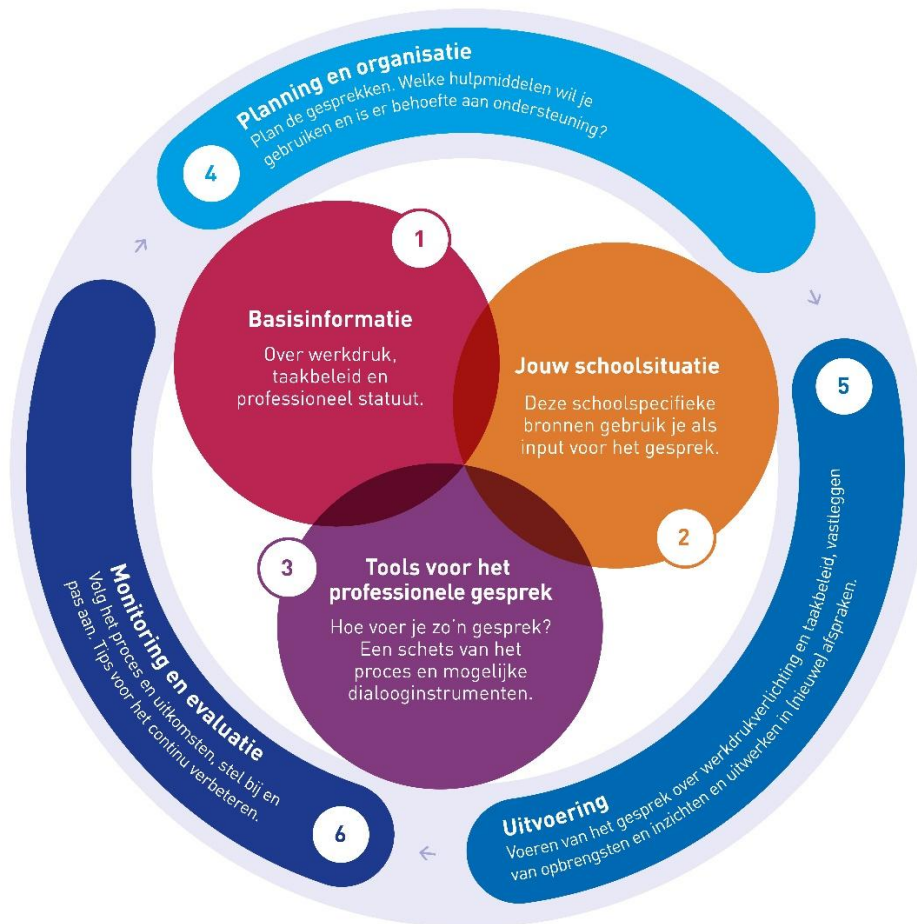 4
Planning en organisatie
Plan de gesprekken. Welke hulpmiddelen wil je
gebruiken en is er behoefte aan ondersteuning?
1
Basisinformatie
Over werkdruk,
taakbeleid en
professioneel statuut.
Jouw schoolsituatie
Deze schoolspecifieke
bronnen gebruik je als
input voor het gesprek.
2
3
Tools voor het
professionele gesprek
Hoe voer je zo'n gesprek?
Een schets van het
proces en mogelijke
dialooginstrumenten.
5
Uitvoering
Voeren van het gesprek over werkdrukverlichting en taakbeleid, vastleggen
van opbrengsten en inzichten en uitwerken in (nieuwe) afspraken.
6
Monitoring en evaluatie
Volg het proces en uitkomsten, stel bij en
pas aan. Tips voor het continu verbeteren.